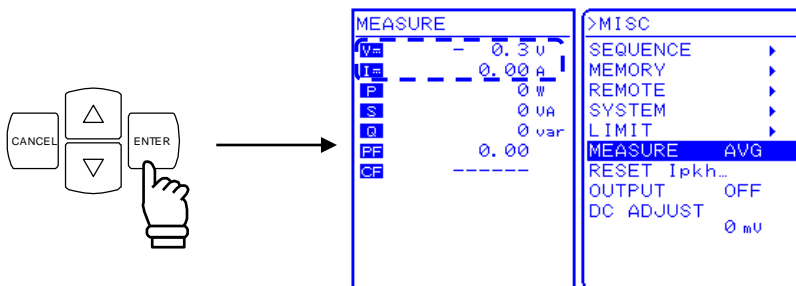 CANCEL
ENTER
MEASURE
V - 0.3 V
I 0.00 A
P 0 W
S 0 VA
Q 0 var
PF 0.00
CF ------
>MISC
SEQUENCE
MEMORY
REMOTE
SYSTEM
LIMIT
MEASURE AVG
RESET Ipkh…
OUTPUT OFF
DC ADJUST
0 mV